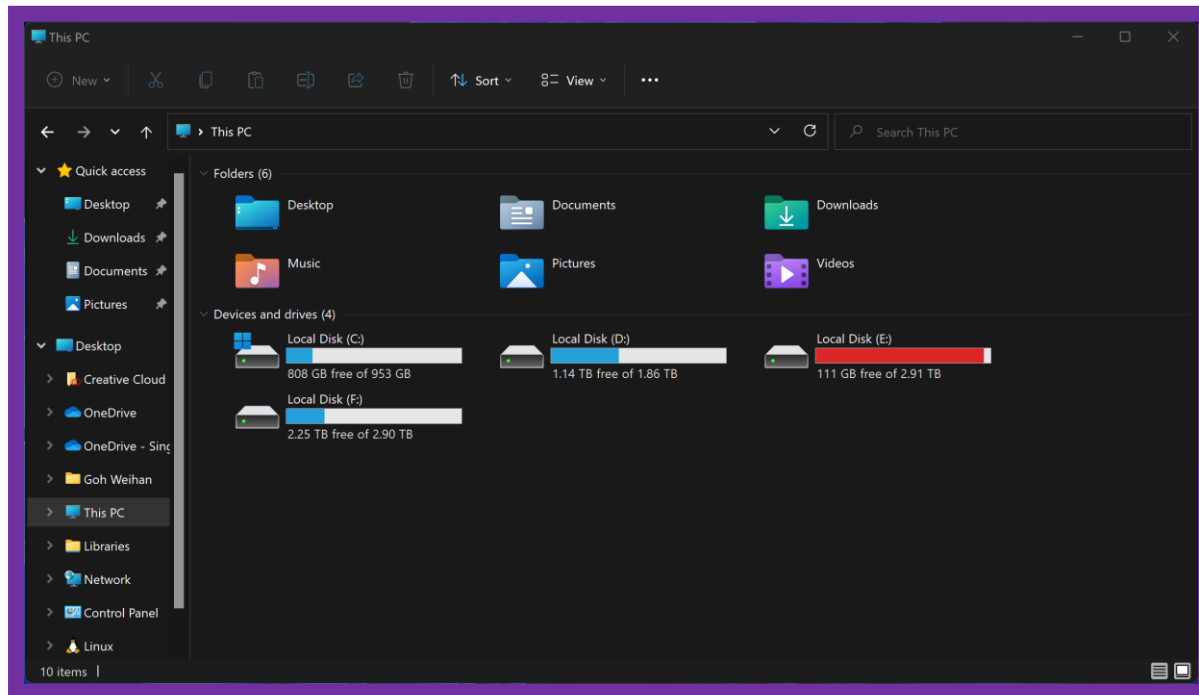 This PC
New
Sort
View
This PC
Search This PC
Quick access
Desktop
Downloads
Documents
Pictures
Desktop
Creative Cloud
OneDrive
OneDrive - Sing
Goh Weihan
This PC
Libraries
Network
Control Panel
Linux
Folders (6)
Desktop
Documents
Downloads
Music
Pictures
Videos
Devices and drives (4)
Local Disk (C:)
808 GB free of 953 GB
Local Disk (D:)
1.14 TB free of 1.86 TB
Local Disk (E:)
111 GB free of 2.91 TB
Local Disk (F:)
2.25 TB free of 2.90 TB
10 items